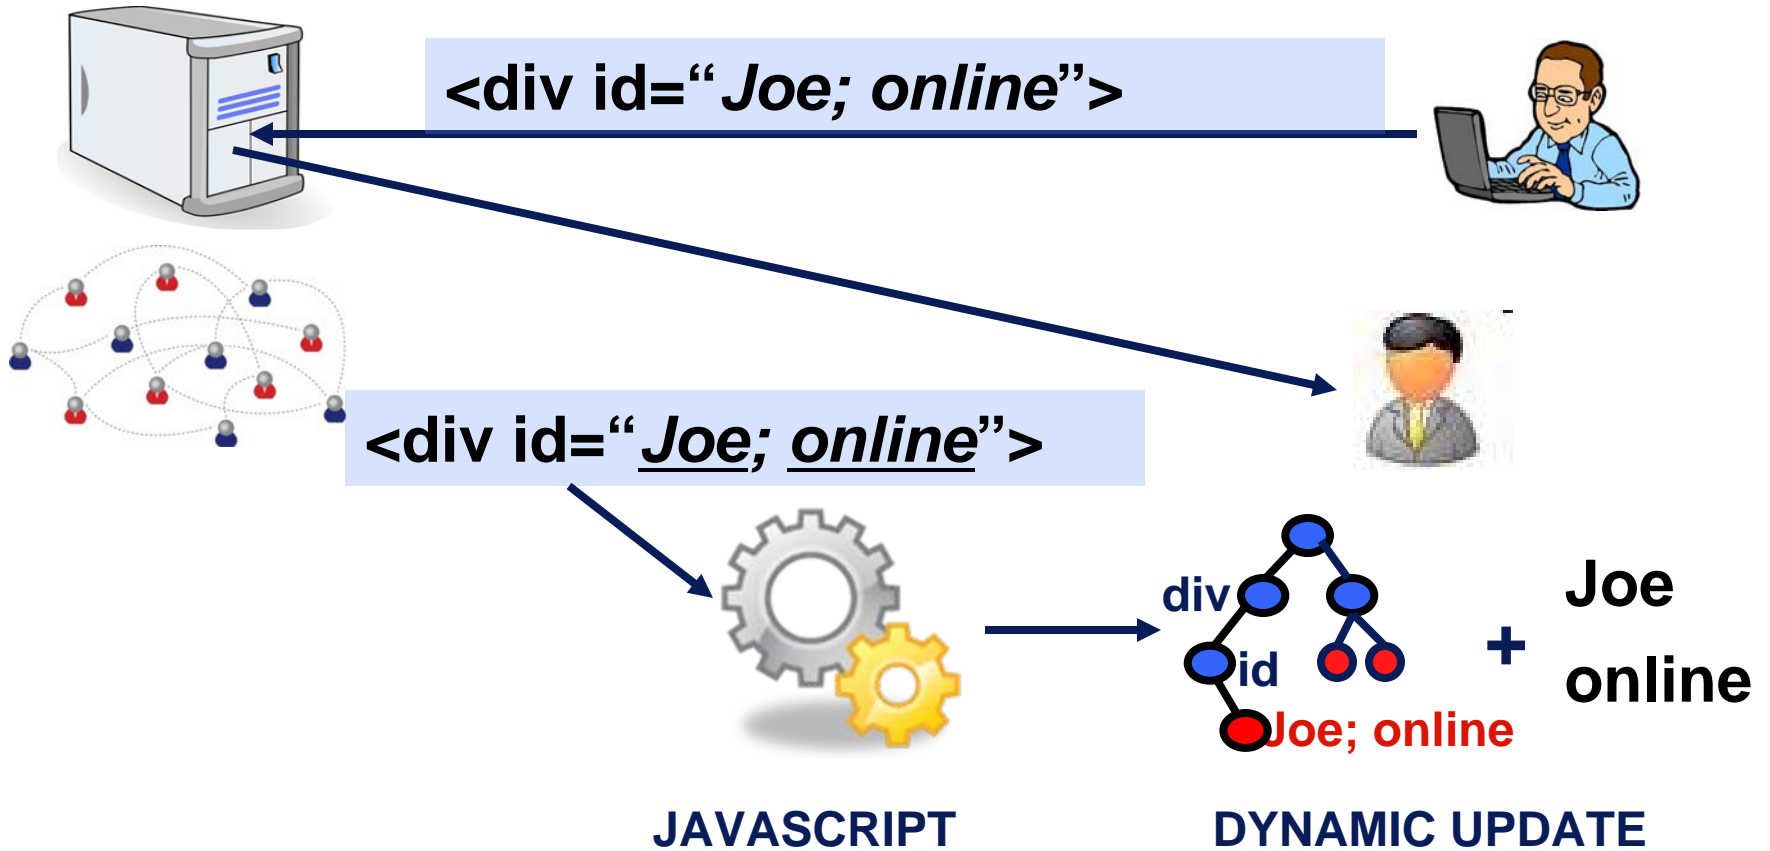 <div id=“Joe; online”>
<div id=“Joe; online”>
div
id
Joe; online
+
Joe
online
JAVASCRIPT
DYNAMIC UPDATE